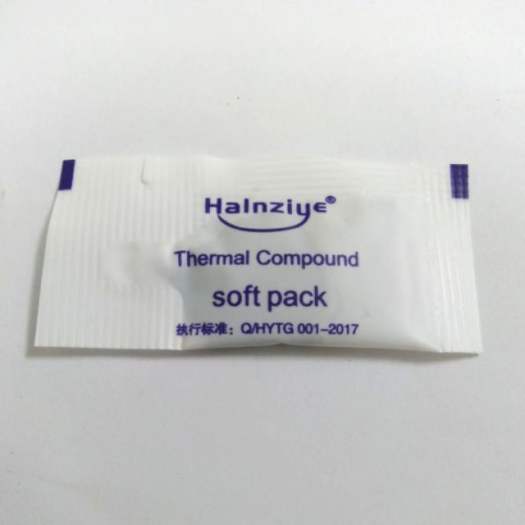 Halnziye®
Thermal Compound
soft pack
执行标准：Q/HYTG 001-2017